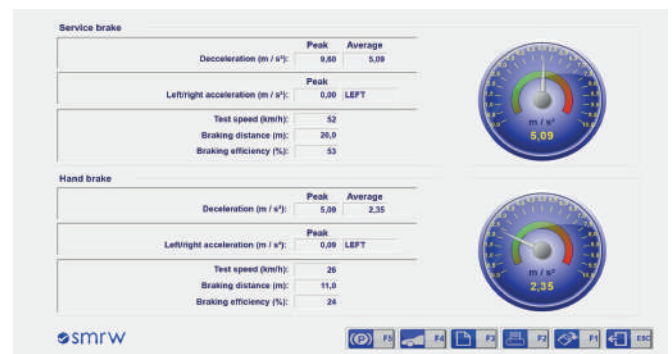 Service brake
Peak Average
Decceleration (m / s²): 9,60 5,09
Peak
Left/right acceleration (m / s²): 0,00 LEFT
Test speed (km/h): 52
Braking distance (m): 20,0
Braking efficiency (%): 53
m / s²
5,09
Hand brake
Peak Average
Deceleration (m / s²): 5,09 2,35
Peak
Left/right acceleration (m / s²): 0,09 LEFT
Test speed (km/h): 26
Braking distance (m): 11,0
Braking efficiency (%): 24
m / s²
2,35
smrw
(P) F5 F4 F3 F2 F1 ESC